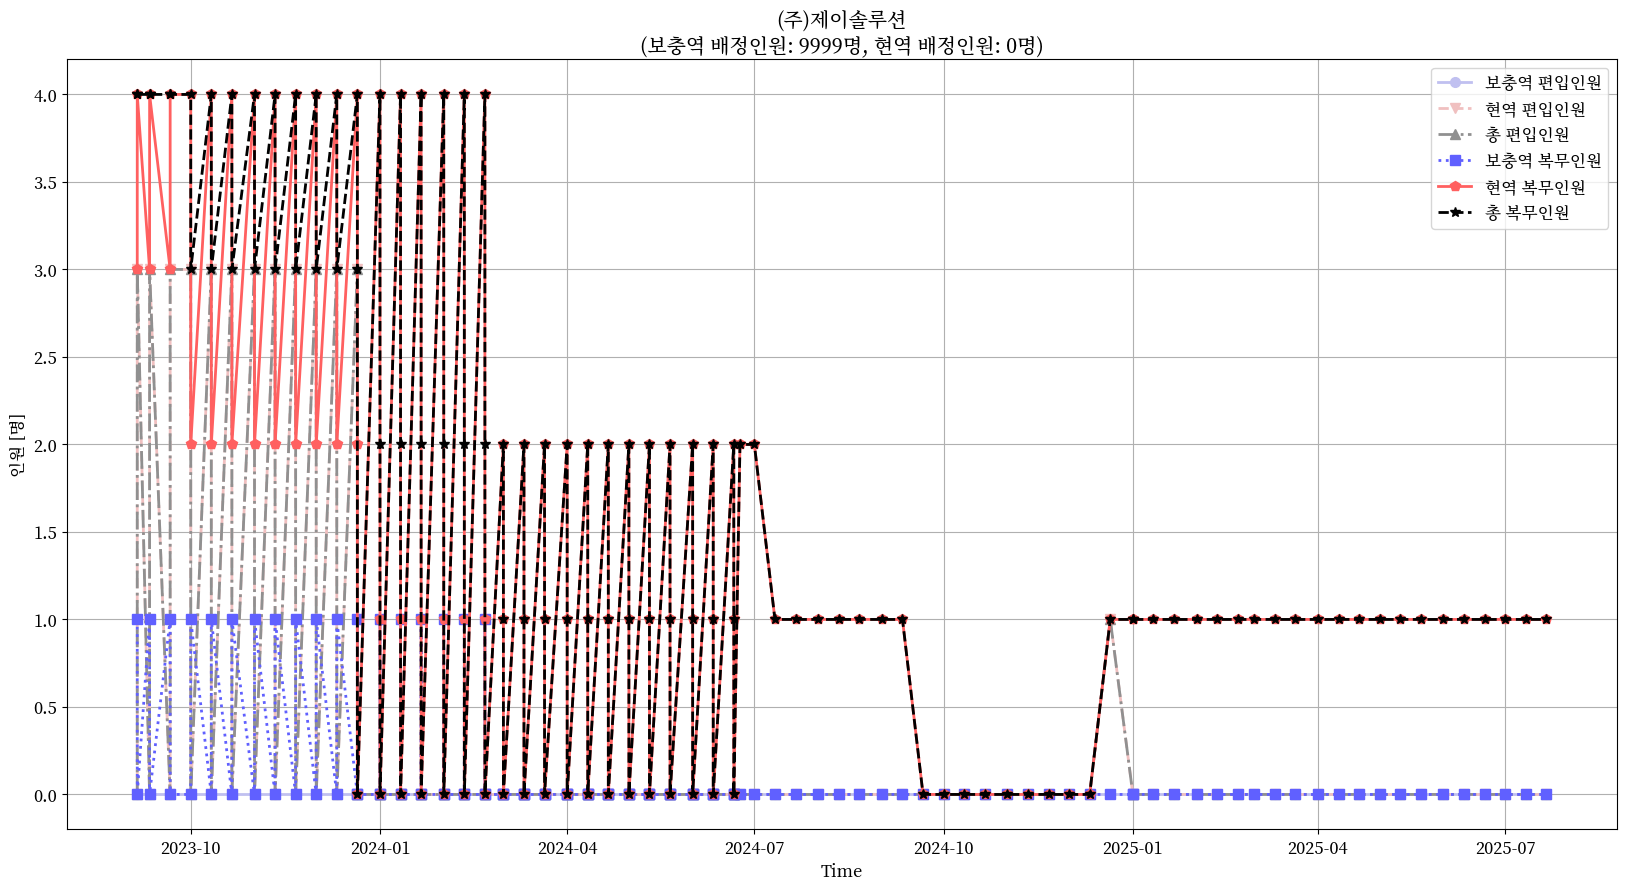 (주)제이솔루션
(보충역 배정인원: 9999명, 현역 배정인원: 0명)
보충역 편입인원
현역 편입인원
총 편입인원
보충역 복무인원
현역 복무인원
총 복무인원
인원 [명]
4.0
3.5
3.0
2.5
2.0
1.5
1.0
0.5
0.0
2023-10
2024-01
2024-04
2024-07
2024-10
2025-01
2025-04
2025-07
Time